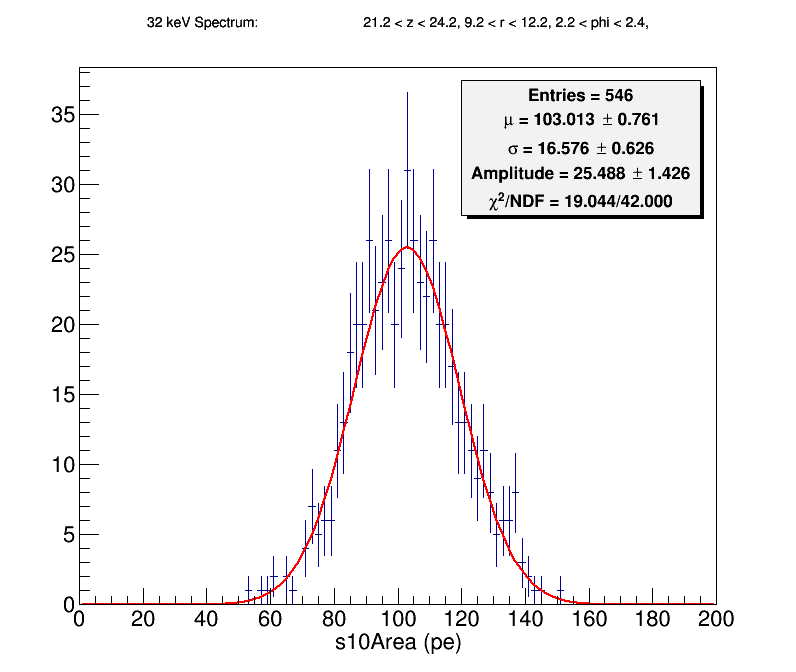 32 keV Spectrum: 21.2 < z < 24.2, 9.2 < r < 12.2, 2.2 < phi < 2.4,
Entries = 546
μ = 103.013 ± 0.761
σ = 16.576 ± 0.626
Amplitude = 25.488 ± 1.426
χ²/NDF = 19.044/42.000
35
30
25
20
15
10
5
0
0 20 40 60 80 100 120 140 160 180 200
s10Area (pe)